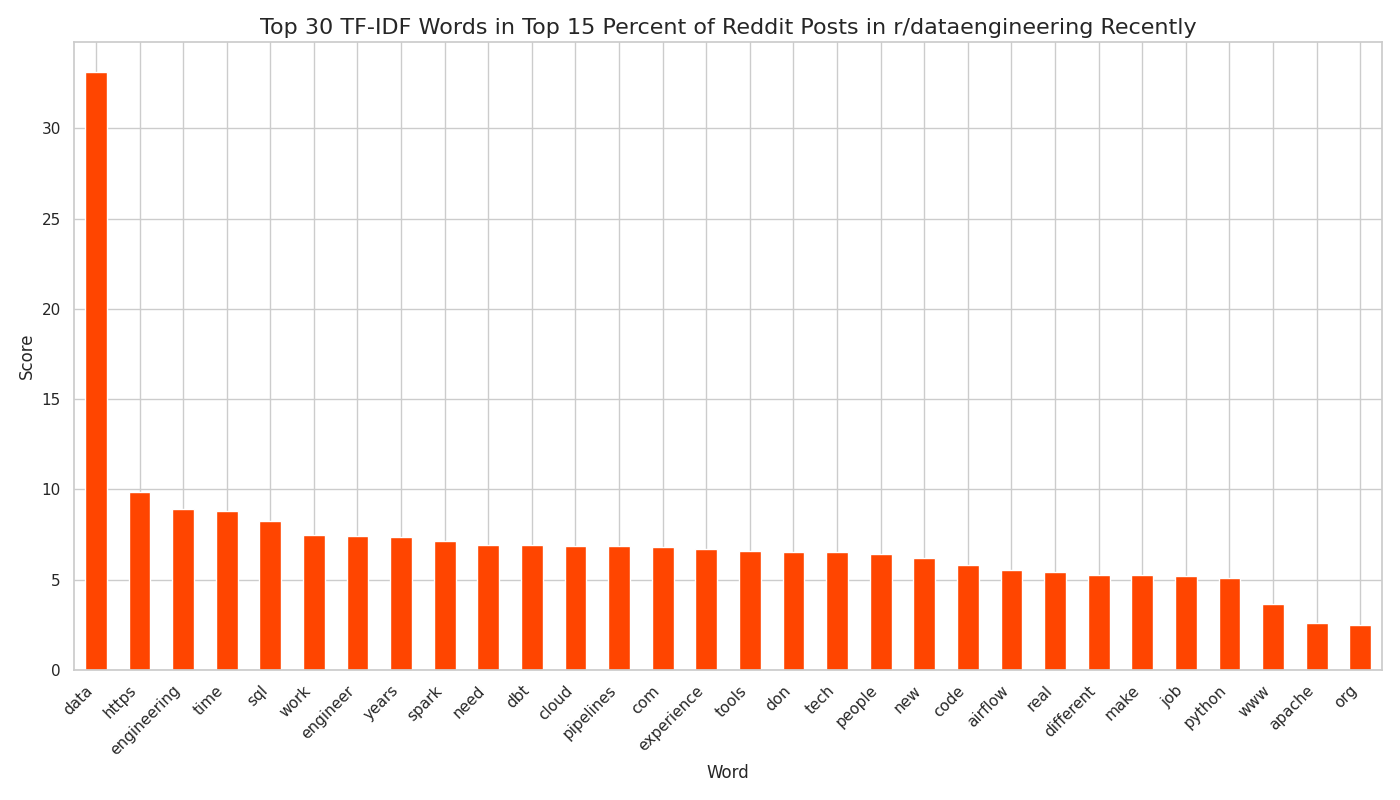 Top 30 TF-IDF Words in Top 15 Percent of Reddit Posts in r/dataengineering Recently
Score
30
25
20
15
10
5
0
data
https
engineering
time
sql
work
engineer
years
spark
need
dbt
cloud
pipelines
com
experience
tools
don
tech
people
new
code
airflow
real
different
make
job
python
www
apache
org
Word